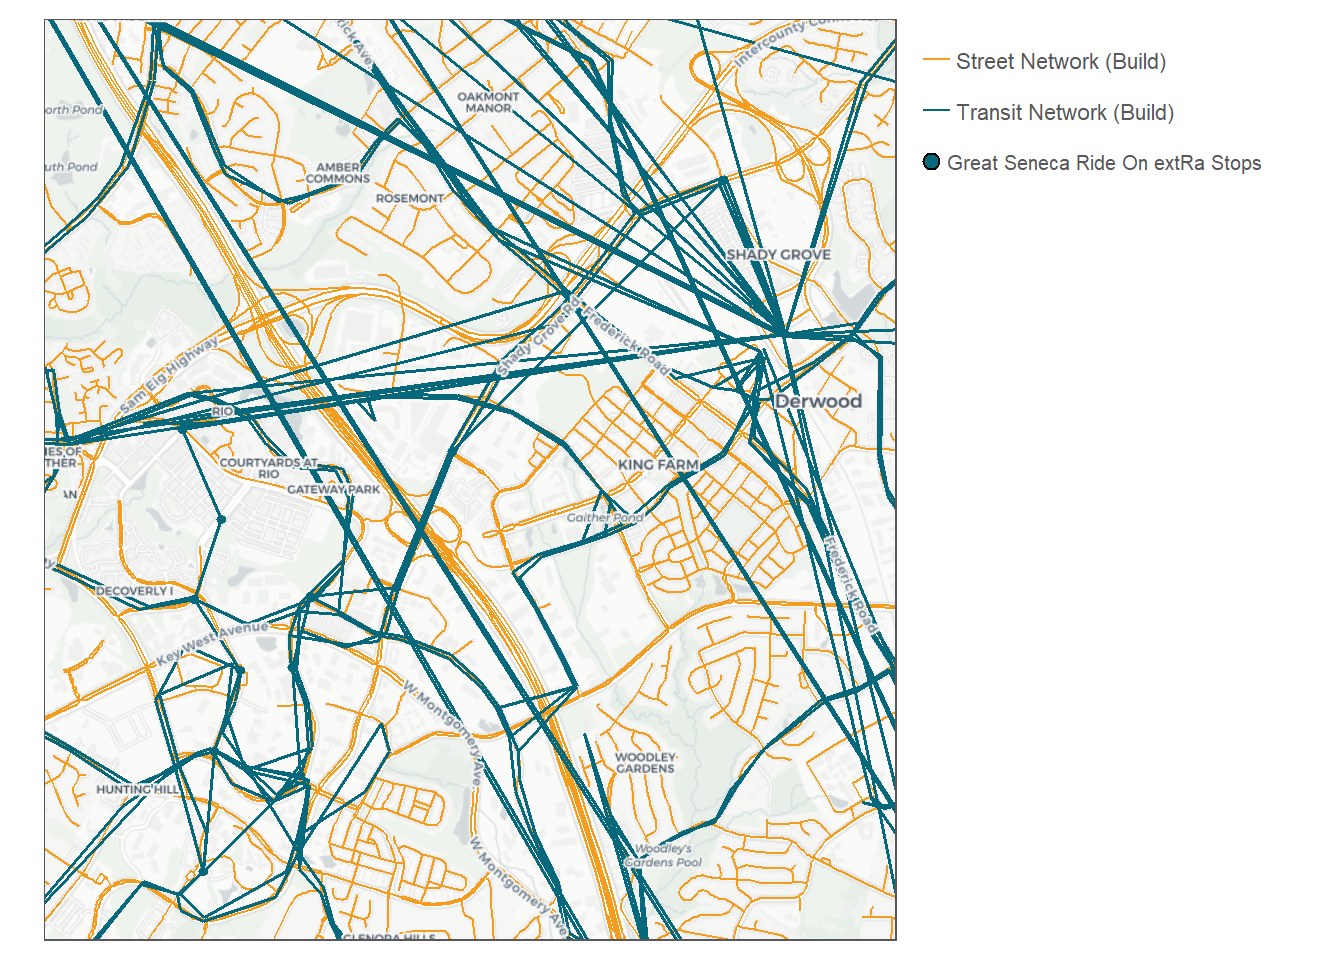 rick Ave.
Intercounty Connector
Street Network (Build)
Transit Network (Build)
Great Seneca Ride On extRa Stops
orth Pond
OAKMONT
MANOR
uth Pond
AMBER
COMMONS
ROSEMONT
SHADY GROVE
Shady Grove Rd
Frederick Road
Sam Eig Highway
Derwood
RIO
IES OF
THER
COURTYARDS AT
RIO
KING FARM
GATEWAY PARK
AN
Gaither Pond
Frederick Road
DECOVERLY I
Key West Avenue
W Montgomery Ave.
WOODLEY
GARDENS
HUNTING HILL
Woodley's
Gardens Pool
W Montgomery Ave.
GLENORA HILLS